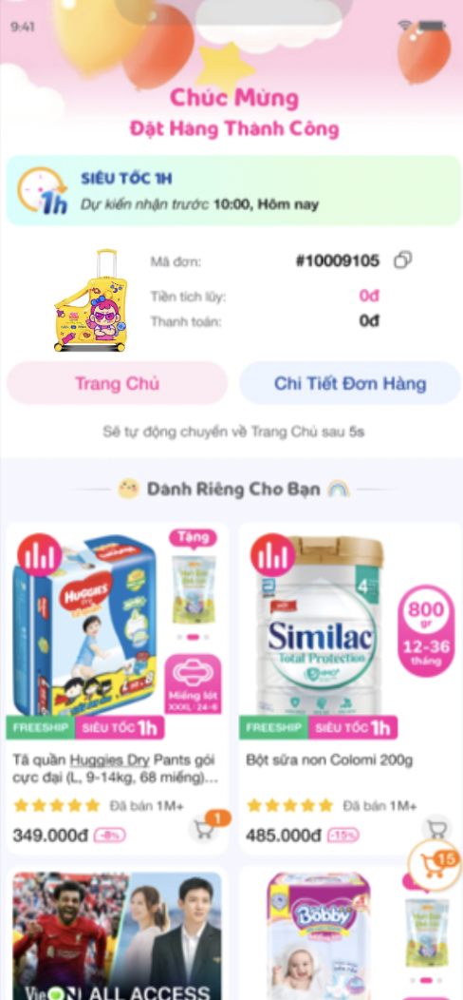 9:41
Chúc Mừng
Đặt Hàng Thành Công
SIÊU TỐC 1H
1h
Dự kiến nhận trước 10:00, Hôm nay
Mã đơn: #10009105
Tiền tích lũy: 0đ
Thanh toán: 0đ
Trang Chủ
Chi Tiết Đơn Hàng
Sẽ tự động chuyển về Trang Chủ sau 5s
Dành Riêng Cho Bạn
Tặng
HUGGIES
Dry
Miếng lót
XXXL · 24-6
FREESHIP
SIÊU TỐC 1h
Tã quần Huggies Dry Pants gói
cực đại (L, 9-14kg, 68 miếng)...
Đã bán 1M+
349.000đ
-8%
1
4
Similac
Total Protection
800
gr
12-36
tháng
FREESHIP
SIÊU TỐC 1h
Bột sữa non Colomi 200g
Đã bán 1M+
485.000đ
-15%
15
VieON ALL ACCESS
Bobby